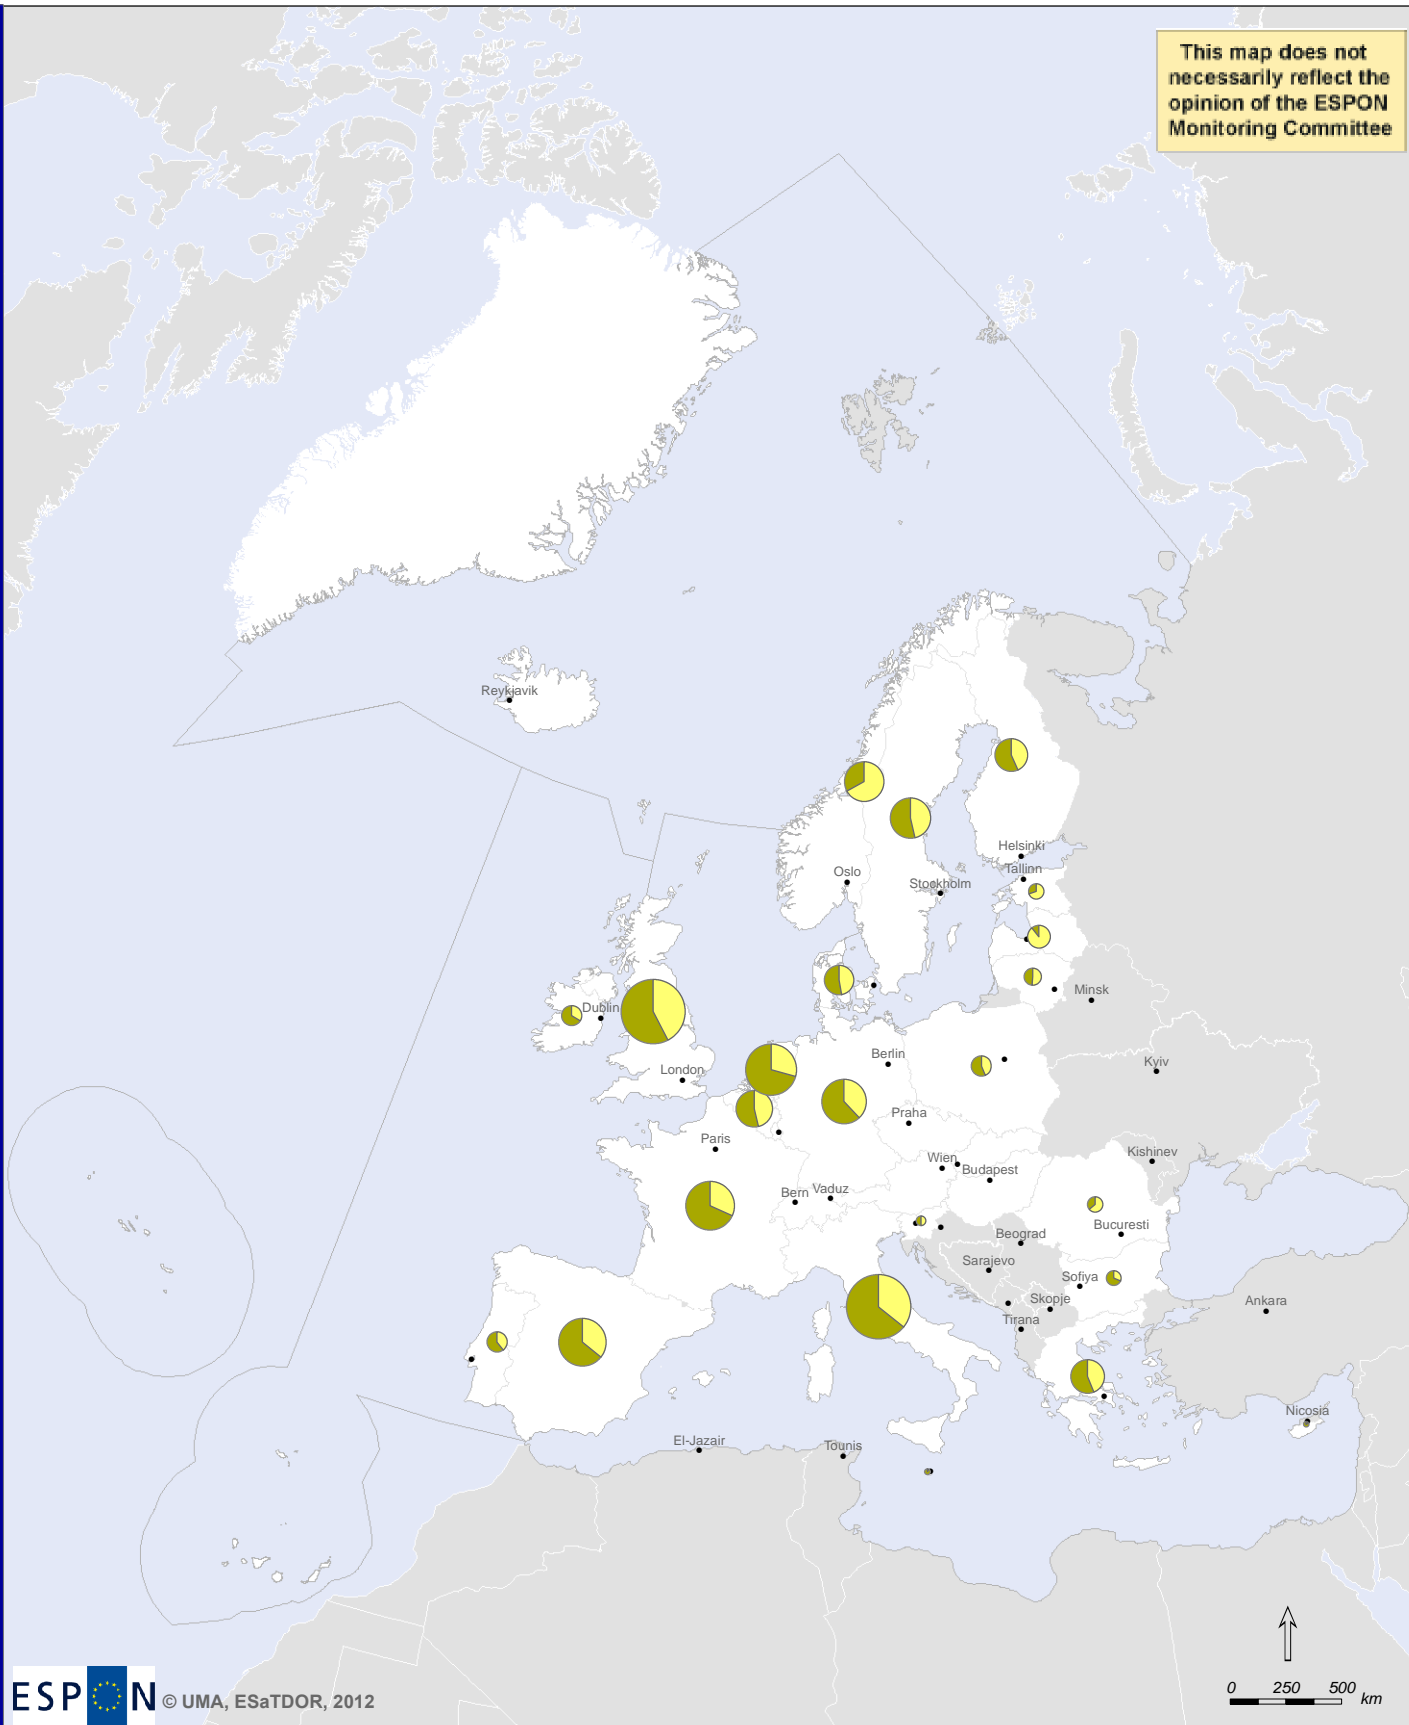 This map does not
necessarily reflect the
opinion of the ESPON
Monitoring Committee
Reykjavik
Helsinki
Tallinn
Oslo
Stockholm
Minsk
Dublin
London
Berlin
Kyiv
Praha
Paris
Wien
Kishinev
Budapest
Bern
Vaduz
Bucuresti
Beograd
Sarajevo
Sofiya
Skopje
Ankara
Tirana
Nicosia
El-Jazair
Tounis
0 250 500 km
ESPON © UMA, ESaTDOR, 2012